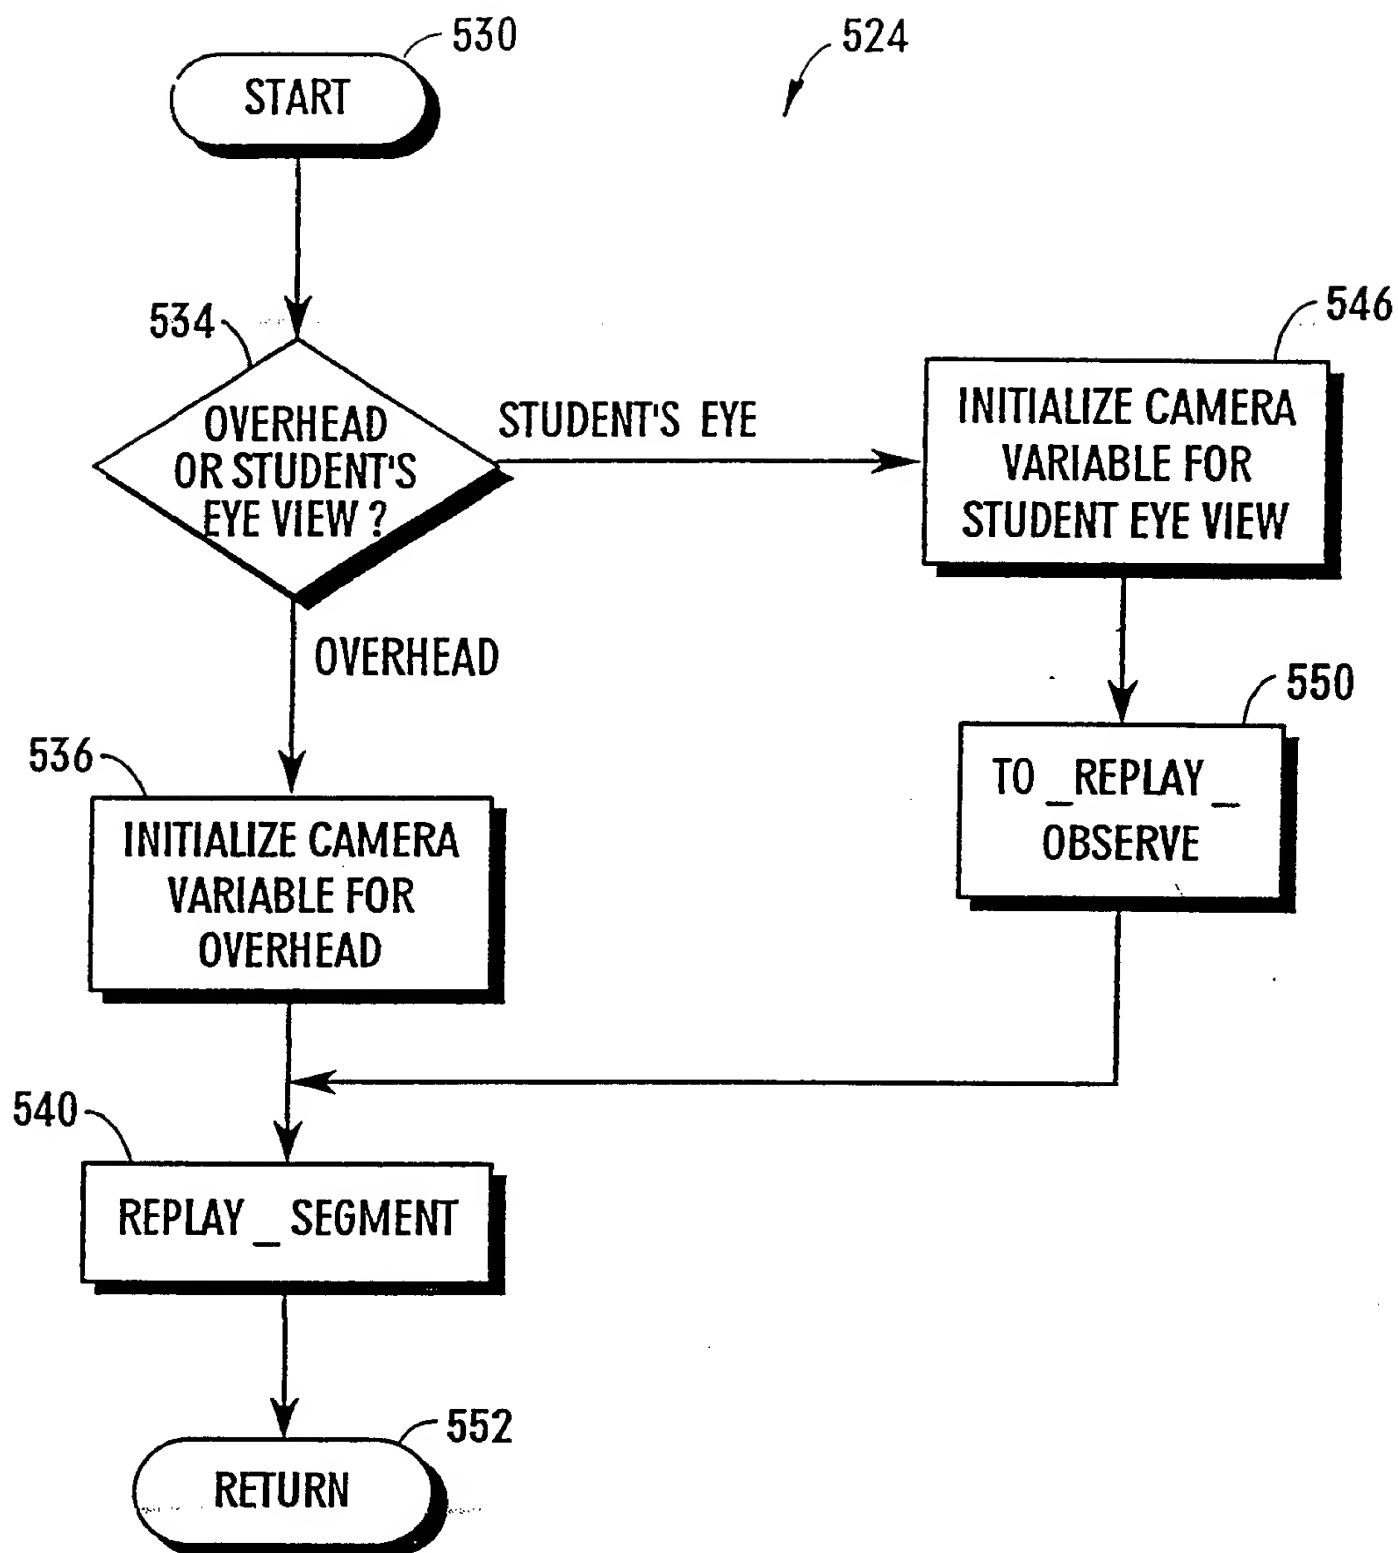 530
524
START
534
546
OVERHEAD
OR STUDENT'S
EYE VIEW ?
STUDENT'S EYE
INITIALIZE CAMERA
VARIABLE FOR
STUDENT EYE VIEW
OVERHEAD
550
536
TO _REPLAY _
OBSERVE
INITIALIZE CAMERA
VARIABLE FOR
OVERHEAD
540
REPLAY _ SEGMENT
552
RETURN